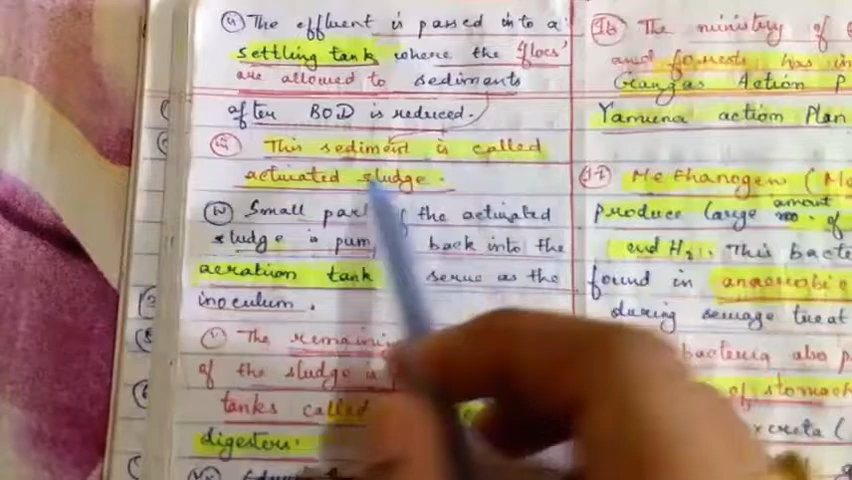 (ii) The effluent is passed into a
settling tank where the 'flocs'
are allowed to sediments
after BOD is reduced.
(iii) This sediment is called
activated sludge.
(iv) Small part of the activated
sludge is back into the
aeration tank serve as the
inoculum.
(v) The remaining
of the sludge is
tanks called
digesters.
16 The ministry of
and forests has
Ganga Action P
Yamuna action Plan
17 Methanogen (M
amount
produce large of
and H2. This bacte
found in anaerobic
during sewage treat
bacteria also p
of stomach
excreta (